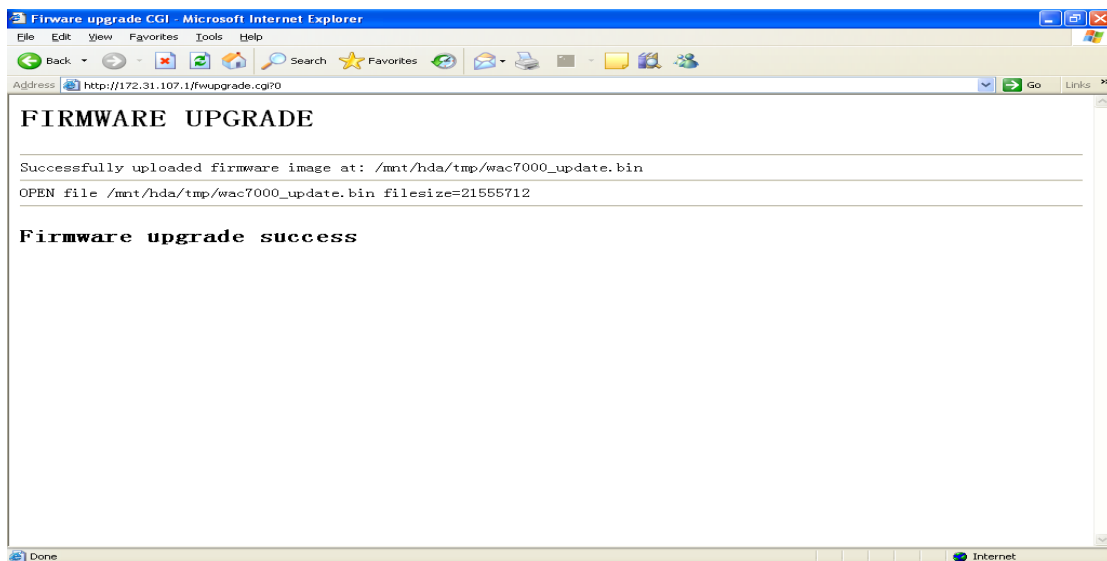 Firware upgrade CGI - Microsoft Internet Explorer
File Edit View Favorites Tools Help
Back Search Favorites
Address http://172.31.107.1/fwupgrade.cgi?0 Go Links »
FIRMWARE UPGRADE
Successfully uploaded firmware image at: /mnt/hda/tmp/wac7000_update.bin
OPEN file /mnt/hda/tmp/wac7000_update.bin filesize=21555712
Firmware upgrade success
Done Internet